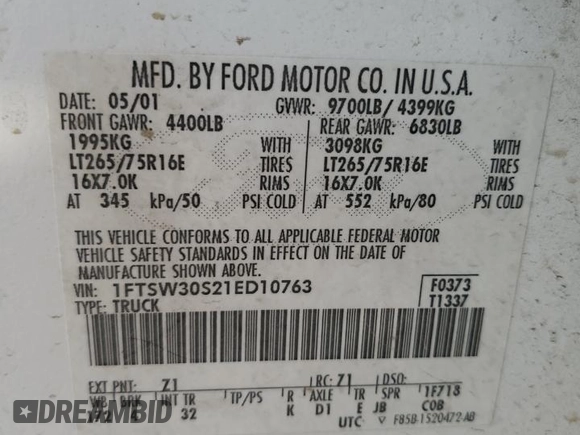 MFD. BY FORD MOTOR CO. IN U.S.A.
DATE: 05/01 GVWR: 9700LB/ 4399KG
FRONT GAWR: 4400LB REAR GAWR: 6830LB
1995KG WITH 3098KG WITH
LT265/75R16E TIRES LT265/75R16E TIRES
16X7.0K RIMS 16X7.0K RIMS
AT 345 kPa/50 PSI COLD AT 552 kPa/80 PSI COLD
THIS VEHICLE CONFORMS TO ALL APPLICABLE FEDERAL MOTOR
VEHICLE SAFETY STANDARDS IN EFFECT ON THE DATE OF
MANUFACTURE SHOWN ABOVE.
VIN: 1FTSW30S21ED10763 F0373
TYPE: TRUCK T1337
EXT PNT: Z1 RC: Z1 DSO:
WB BRK INT TR TP/PS R AXLE TR SPR 1F718
172 32 K D1 E JB COB
UTC F85B-1520472-AB
DREAMBID